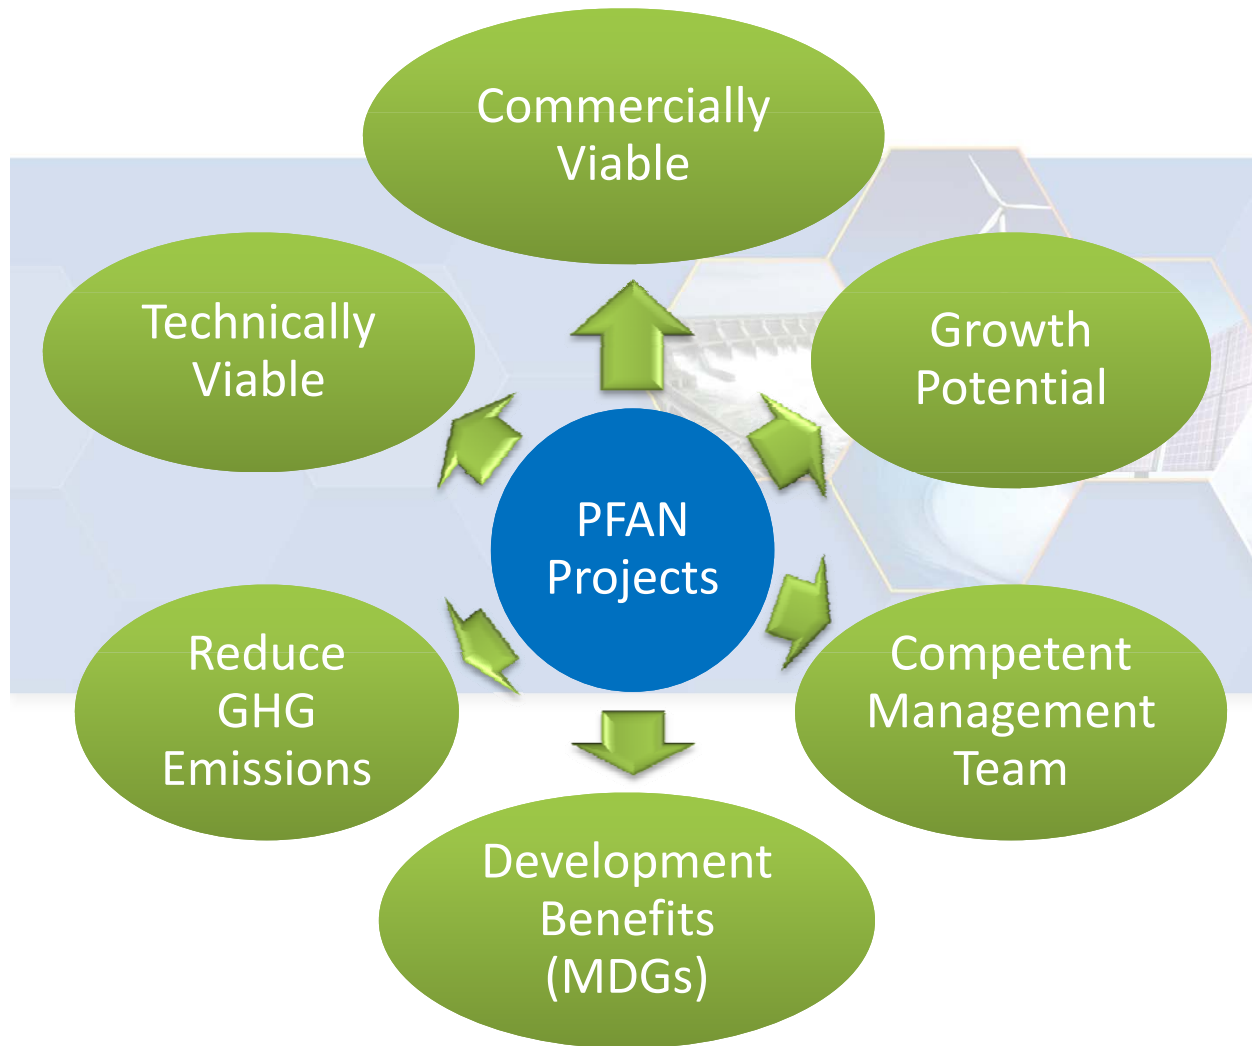 Commercially
Viable
Technically
Viable
Growth
Potential
PFAN
Projects
Reduce
GHG
Emissions
Competent
Management
Team
Development
Benefits
(MDGs)